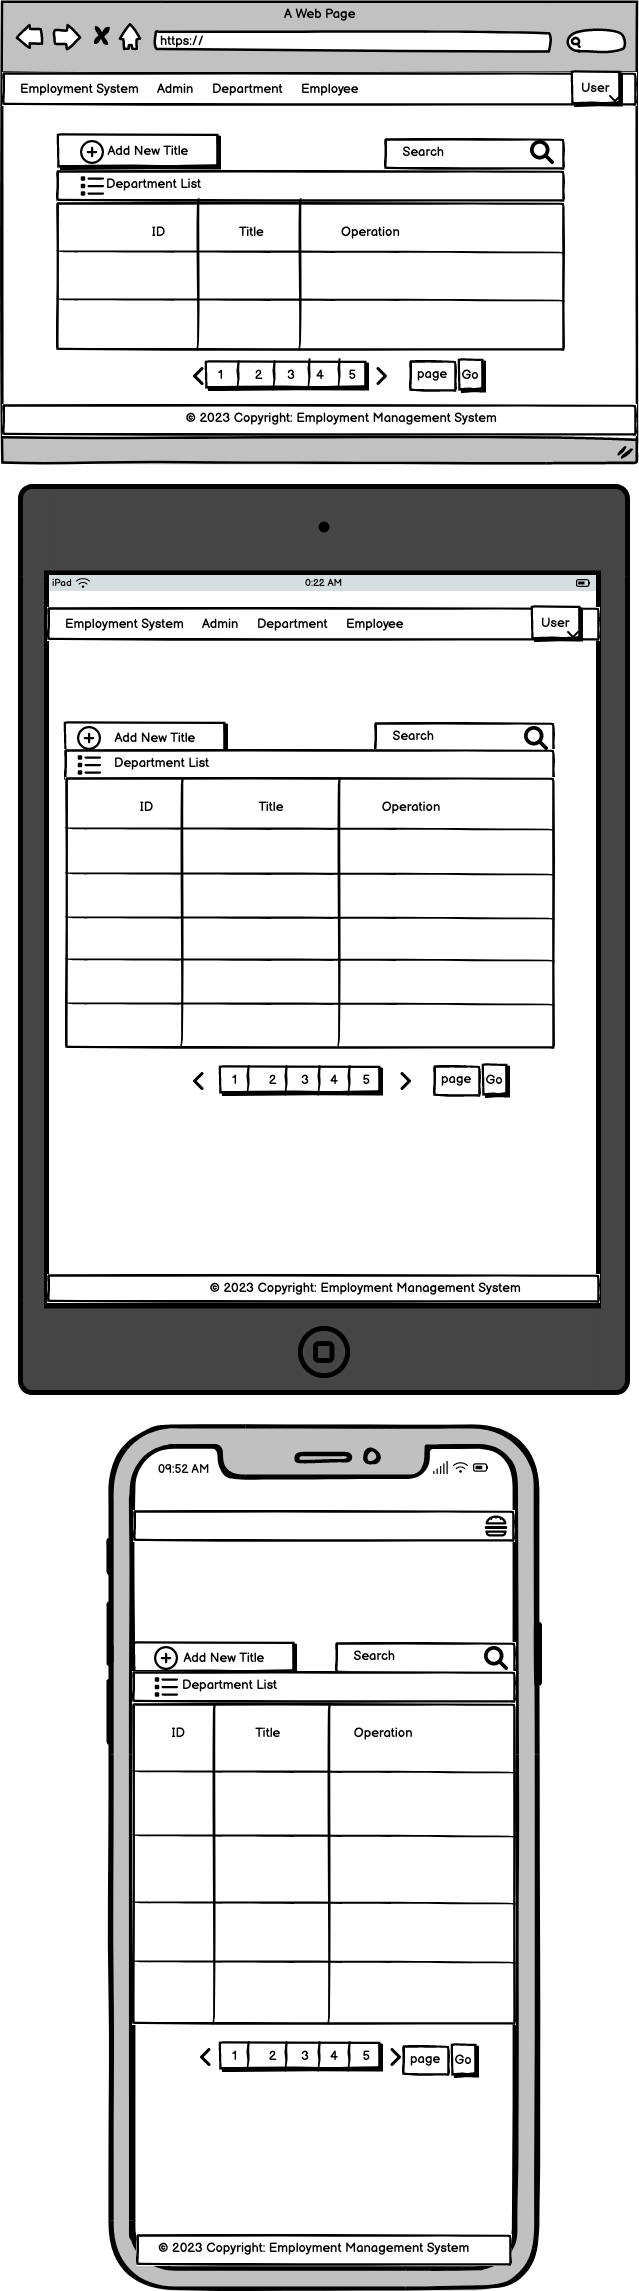 A Web Page
https://
Employment System Admin Department Employee User
Add New Title Search
Department List
ID Title Operation
1 2 3 4 5 page Go
© 2023 Copyright: Employment Management System
iPad 0:22 AM
Employment System Admin Department Employee User
Add New Title Search
Department List
ID Title Operation
1 2 3 4 5 page Go
© 2023 Copyright: Employment Management System
09:52 AM
Add New Title Search
Department List
ID Title Operation
1 2 3 4 5 page Go
© 2023 Copyright: Employment Management System